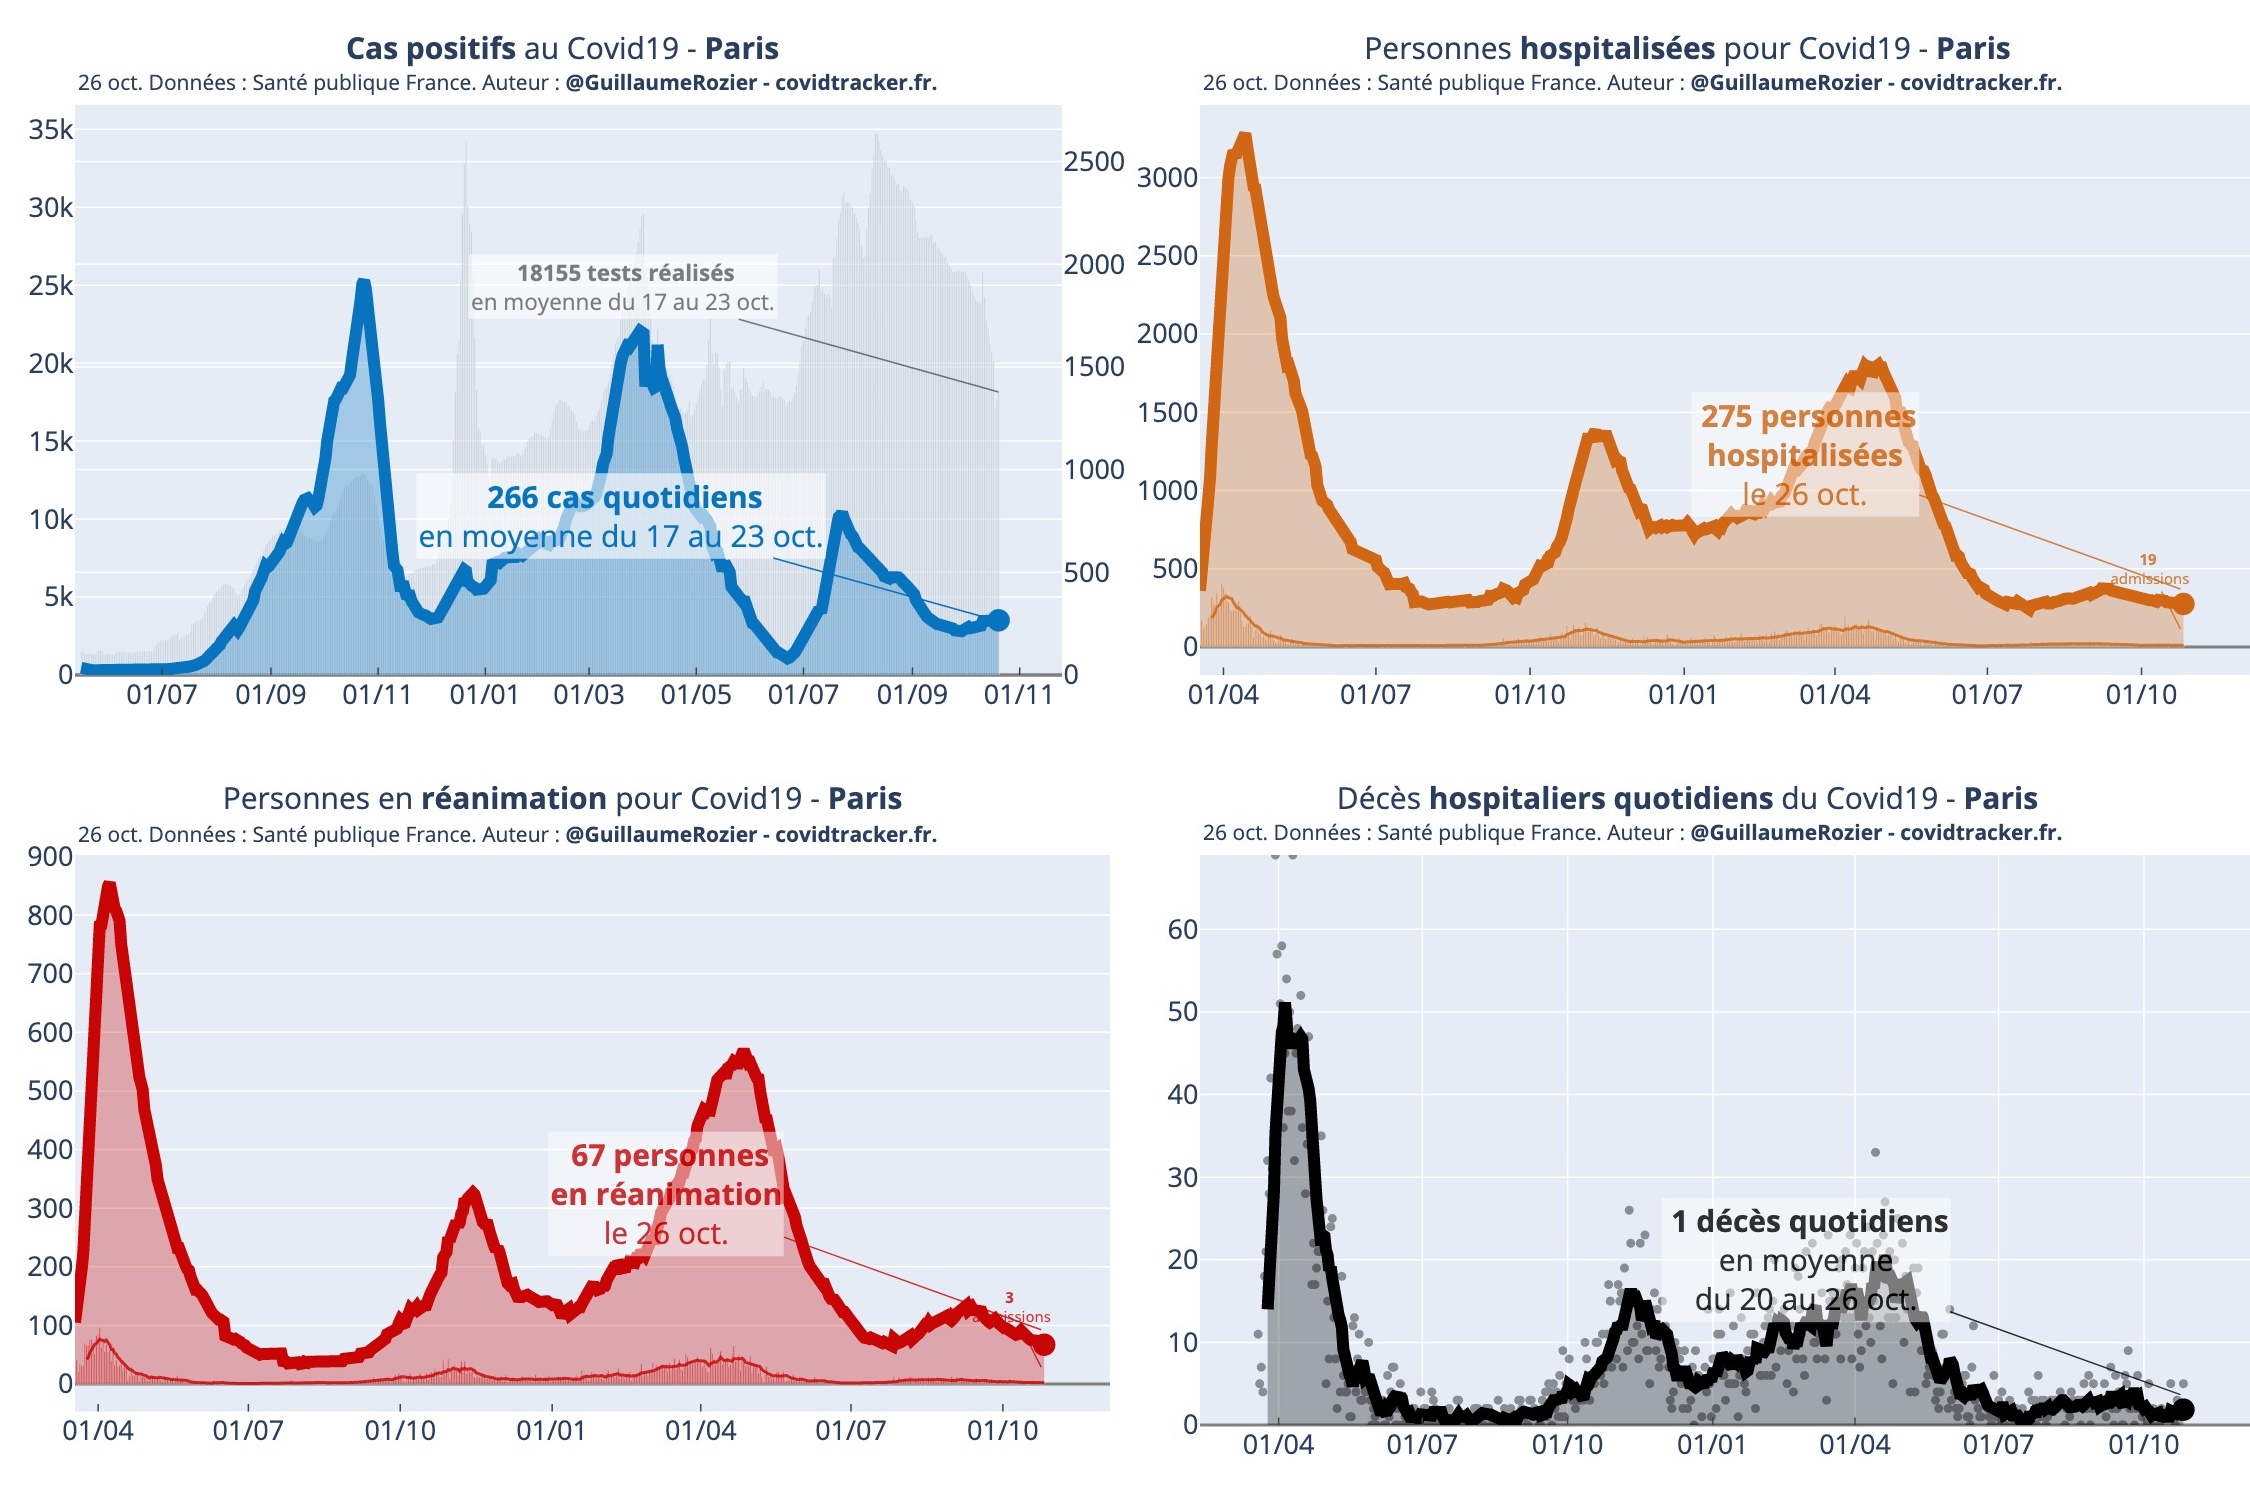 Cas positifs au Covid19 - Paris
26 oct. Données : Santé publique France. Auteur : @GuillaumeRozier - covidtracker.fr.
35k
30k
25k
20k
15k
10k
5k
0
2500
2000
1500
1000
500
0
18155 tests réalisés
en moyenne du 17 au 23 oct.
266 cas quotidiens
en moyenne du 17 au 23 oct.
01/07 01/09 01/11 01/01 01/03 01/05 01/07 01/09 01/11
Personnes hospitalisées pour Covid19 - Paris
26 oct. Données : Santé publique France. Auteur : @GuillaumeRozier - covidtracker.fr.
3000
2500
2000
1500
1000
500
0
275 personnes
hospitalisées
le 26 oct.
19
admissions
01/04 01/07 01/10 01/01 01/04 01/07 01/10
Personnes en réanimation pour Covid19 - Paris
26 oct. Données : Santé publique France. Auteur : @GuillaumeRozier - covidtracker.fr.
900
800
700
600
500
400
300
200
100
0
67 personnes
en réanimation
le 26 oct.
3
admissions
01/04 01/07 01/10 01/01 01/04 01/07 01/10
Décès hospitaliers quotidiens du Covid19 - Paris
26 oct. Données : Santé publique France. Auteur : @GuillaumeRozier - covidtracker.fr.
60
50
40
30
20
10
0
1 décès quotidiens
en moyenne
du 20 au 26 oct.
01/04 01/07 01/10 01/01 01/04 01/07 01/10